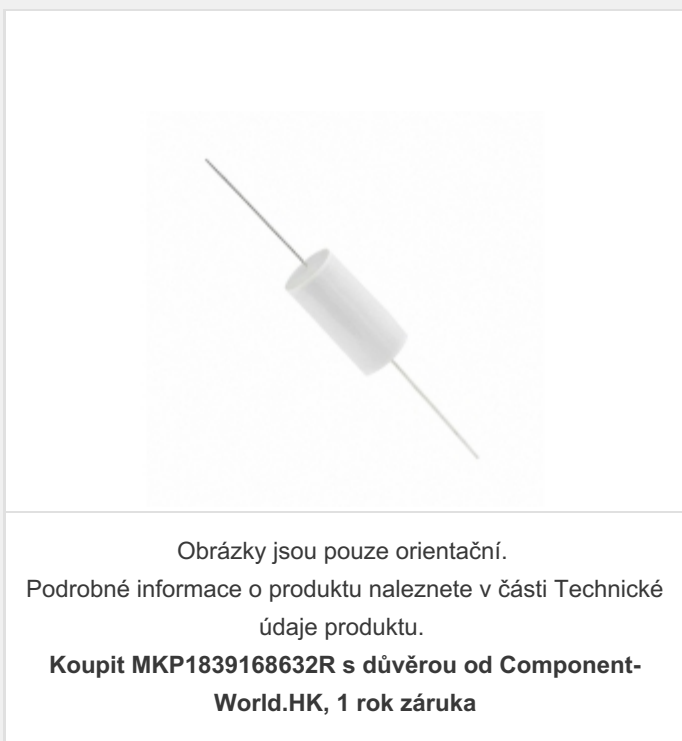 Obrázky jsou pouze orientační.
Podrobné informace o produktu naleznete v části Technické
údaje produktu.
Koupit MKP1839168632R s důvěrou od Component-
World.HK, 1 rok záruka